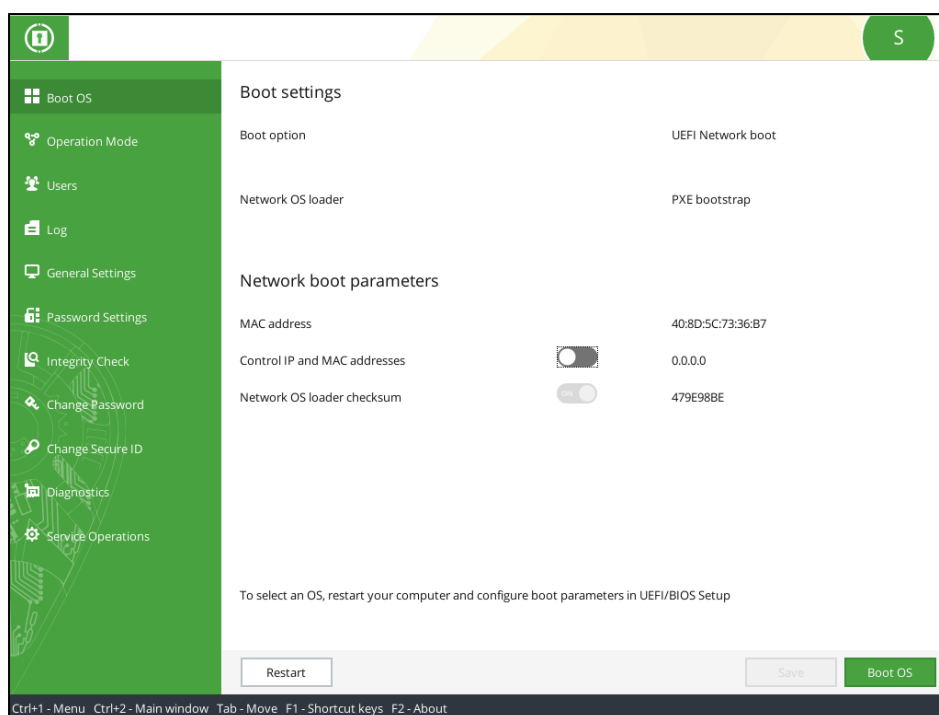 S
Boot OS
Operation Mode
Users
Log
General Settings
Password Settings
Integrity Check
Change Password
Change Secure ID
Diagnostics
Service Operations
Boot settings
Boot option UEFI Network boot
Network OS loader PXE bootstrap
Network boot parameters
MAC address 40:8D:5C:73:36:B7
Control IP and MAC addresses 0.0.0.0
Network OS loader checksum ON 479E98BE
To select an OS, restart your computer and configure boot parameters in UEFI/BIOS Setup
Restart Save Boot OS
Ctrl+1 - Menu Ctrl+2 - Main window Tab - Move F1 - Shortcut keys F2 - About